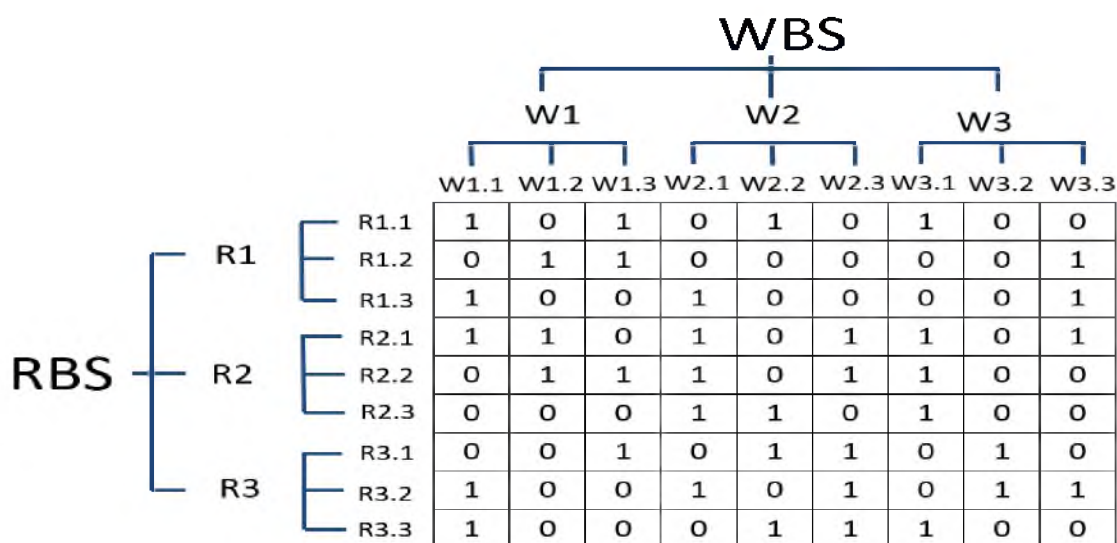 WBS
W1 W2 W3
W1.1 W1.2 W1.3 W2.1 W2.2 W2.3 W3.1 W3.2 W3.3
R1.1 1 0 1 0 1 0 1 0 0
R1 R1.2 0 1 1 0 0 0 0 0 1
R1.3 1 0 0 1 0 0 0 0 1
R2.1 1 1 0 1 0 1 1 0 1
RBS R2 R2.2 0 1 1 1 0 1 1 0 0
R2.3 0 0 0 1 1 0 1 0 0
R3.1 0 0 1 0 1 1 0 1 0
R3 R3.2 1 0 0 1 0 1 0 1 1
R3.3 1 0 0 0 1 1 1 0 0